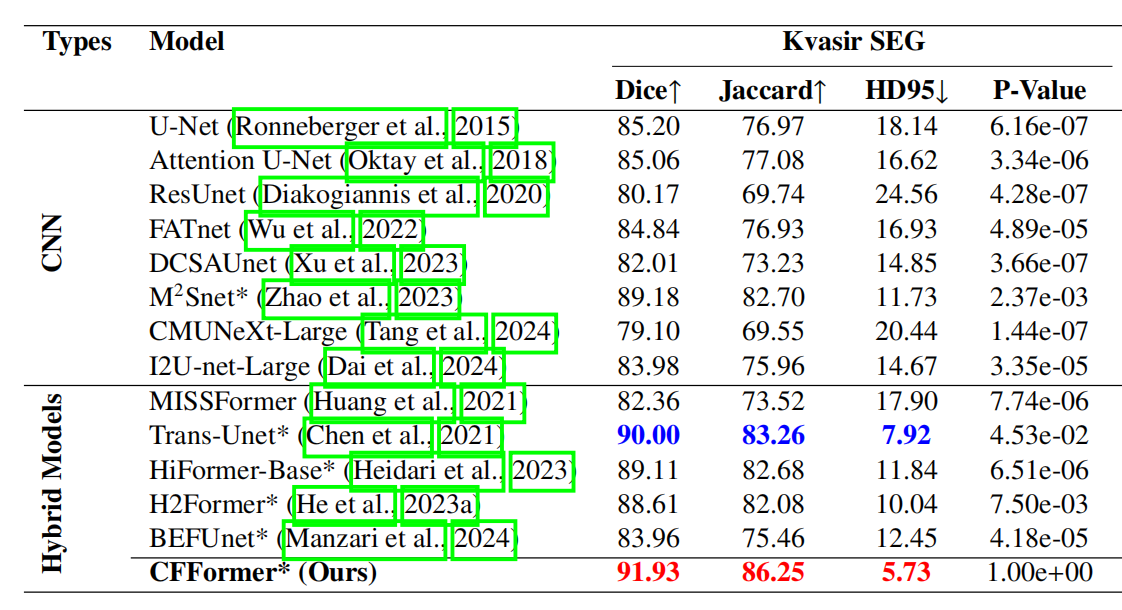 Types Model Kvasir SEG
Dice↑ Jaccard↑ HD95↓ P-Value
CNN
U-Net (Ronneberger et al., 2015) 85.20 76.97 18.14 6.16e-07
Attention U-Net (Oktay et al., 2018) 85.06 77.08 16.62 3.34e-06
ResUnet (Diakogiannis et al., 2020) 80.17 69.74 24.56 4.28e-07
FATnet (Wu et al., 2022) 84.84 76.93 16.93 4.89e-05
DCSAUnet (Xu et al., 2023) 82.01 73.23 14.85 3.66e-07
M²Snet* (Zhao et al., 2023) 89.18 82.70 11.73 2.37e-03
CMUNeXt-Large (Tang et al., 2024) 79.10 69.55 20.44 1.44e-07
I2U-net-Large (Dai et al., 2024) 83.98 75.96 14.67 3.35e-05
Hybrid Models
MISSFormer (Huang et al., 2021) 82.36 73.52 17.90 7.74e-06
Trans-Unet* (Chen et al., 2021) 90.00 83.26 7.92 4.53e-02
HiFormer-Base* (Heidari et al., 2023) 89.11 82.68 11.84 6.51e-06
H2Former* (He et al., 2023a) 88.61 82.08 10.04 7.50e-03
BEFUnet* (Manzari et al., 2024) 83.96 75.46 12.45 4.18e-05
CFFormer* (Ours) 91.93 86.25 5.73 1.00e+00